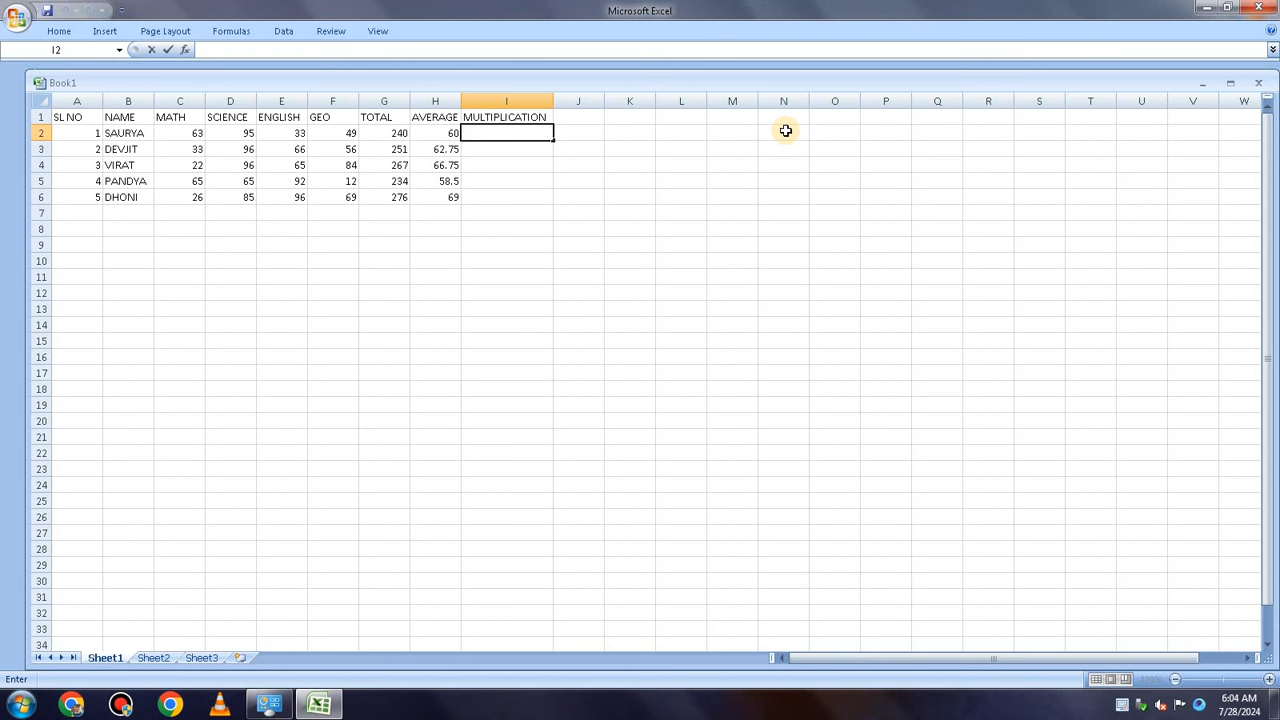 Microsoft Excel
Home Insert Page Layout Formulas Data Review View
I2 fx
Book1
A B C D E F G H I J K L M N O P Q R S T U V W
1 SL NO NAME MATH SCIENCE ENGLISH GEO TOTAL AVERAGE MULTIPLICATION
2 1 SAURYA 63 95 33 49 240 60
3 2 DEVJIT 33 96 66 56 251 62.75
4 3 VIRAT 22 96 65 84 267 66.75
5 4 PANDYA 65 65 92 12 234 58.5
6 5 DHONI 26 85 96 69 276 69
7
8
9
10
11
12
13
14
15
16
17
18
19
20
21
22
23
24
25
26
27
28
29
30
31
32
33
34
Sheet1 Sheet2 Sheet3
Enter 100%
6:04 AM
7/28/2024